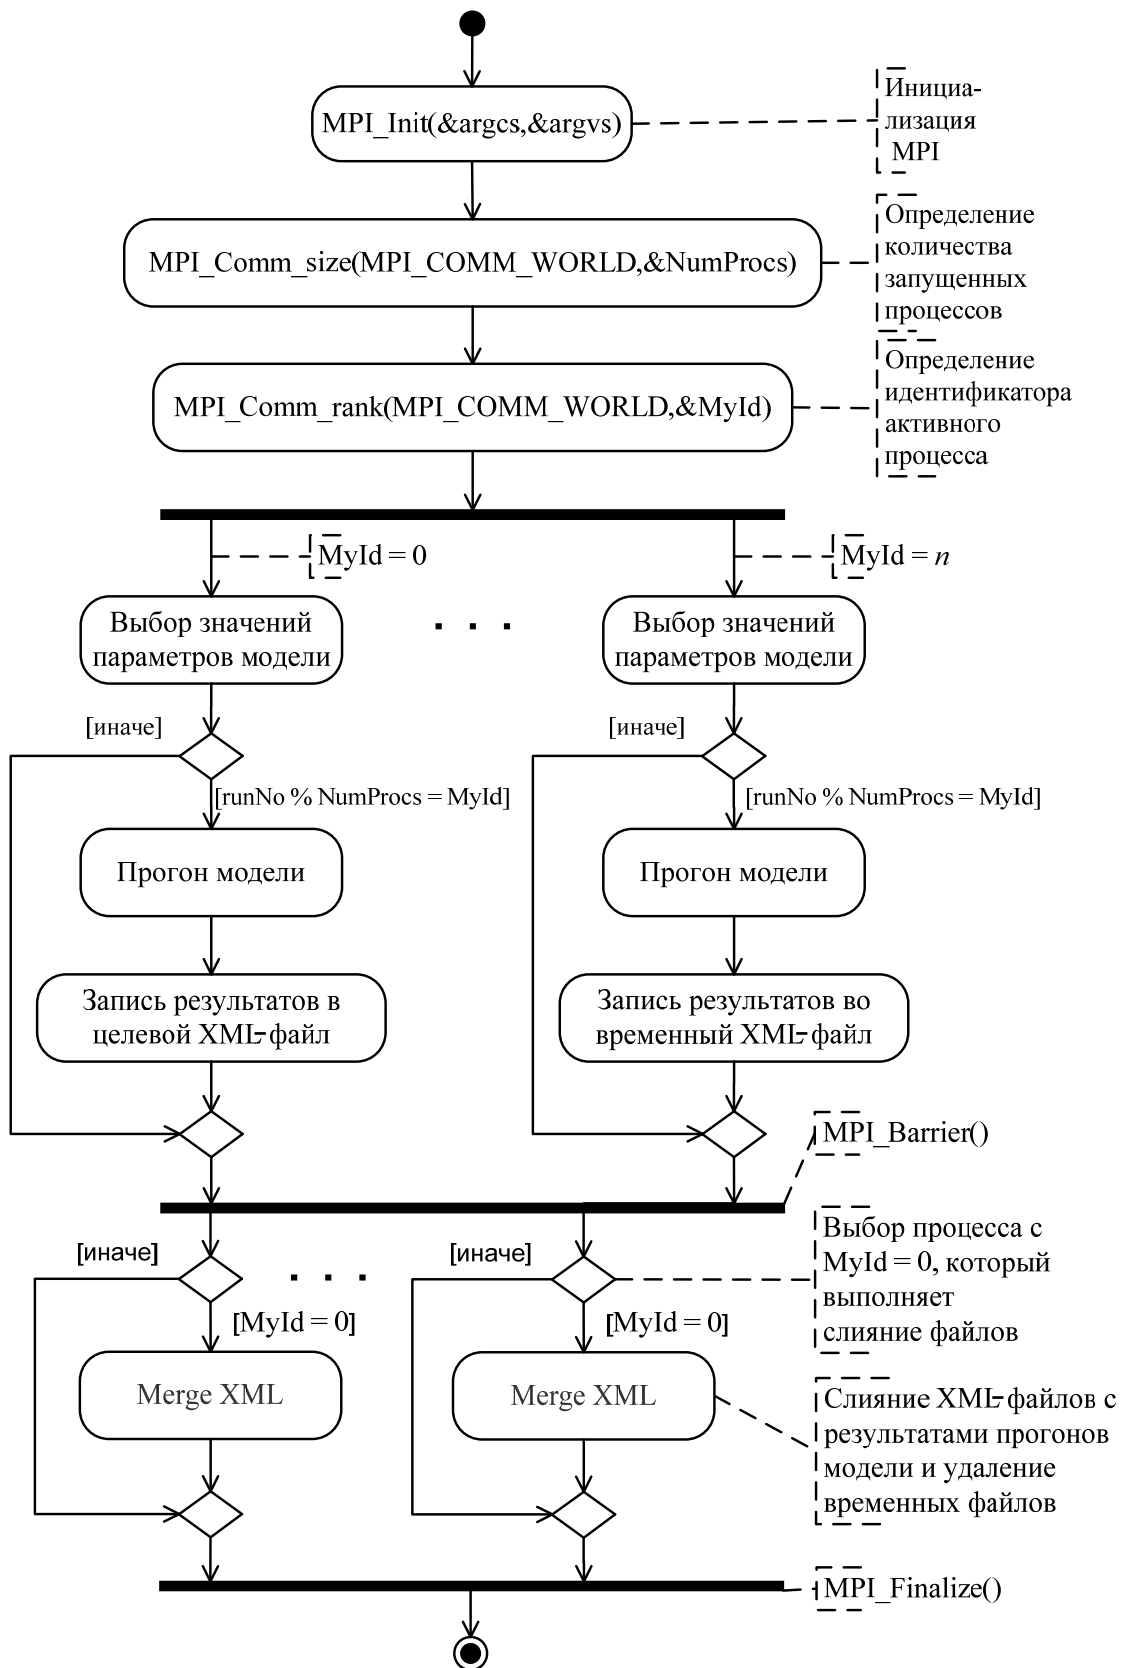 MPI_Init(&argcs,&argvs)
Инициа-
лизация
MPI
MPI_Comm_size(MPI_COMM_WORLD,&NumProcs)
Определение
количества
запущенных
процессов
MPI_Comm_rank(MPI_COMM_WORLD,&MyId)
Определение
идентификатора
активного
процесса
MyId = 0
MyId = n
Выбор значений
параметров модели
. . .
Выбор значений
параметров модели
[иначе]
[иначе]
[runNo % NumProcs = MyId]
[runNo % NumProcs = MyId]
Прогон модели
Прогон модели
Запись результатов в
целевой XML-файл
Запись результатов во
временный XML-файл
MPI_Barrier()
[иначе]
. . .
[иначе]
Выбор процесса с
MyId = 0, который
выполняет
слияние файлов
[MyId = 0]
[MyId = 0]
Merge XML
Merge XML
Слияние XML-файлов с
результатами прогонов
модели и удаление
временных файлов
MPI_Finalize()